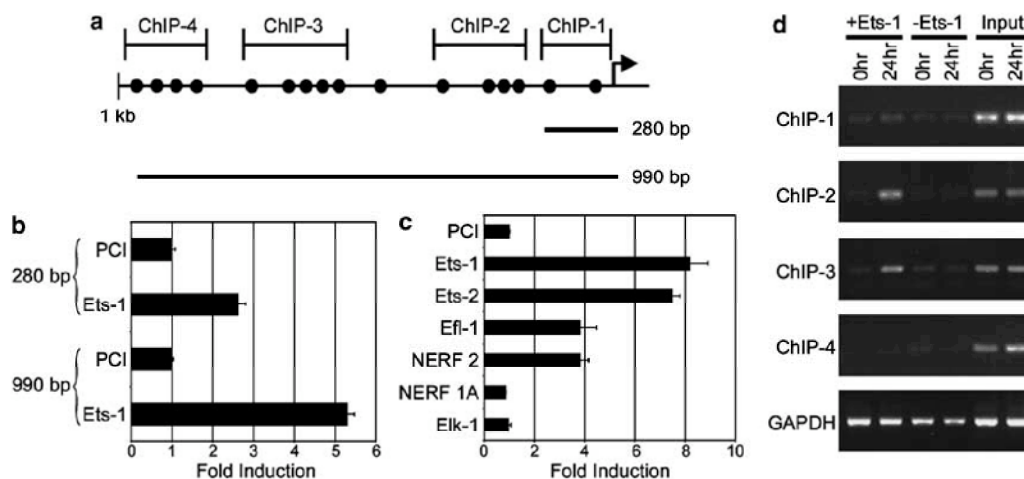 a
ChIP-4 ChIP-3 ChIP-2 ChIP-1
1 kb
280 bp
990 bp
b
280 bp
PCI
Ets-1
990 bp
PCI
Ets-1
0 1 2 3 4 5 6
Fold Induction
c
PCI
Ets-1
Ets-2
Efl-1
NERF 2
NERF 1A
Elk-1
0 2 4 6 8 10
Fold Induction
d
+Ets-1 -Ets-1 Input
0hr 24hr 0hr 24hr 0hr 24hr
ChIP-1
ChIP-2
ChIP-3
ChIP-4
GAPDH